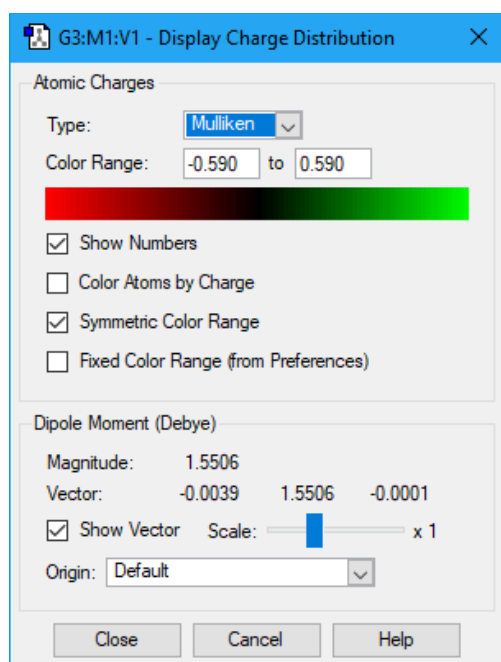 G3:M1:V1 - Display Charge Distribution
Atomic Charges
Type: Mulliken
Color Range: -0.590 to 0.590
Show Numbers
Color Atoms by Charge
Symmetric Color Range
Fixed Color Range (from Preferences)
Dipole Moment (Debye)
Magnitude: 1.5506
Vector: -0.0039 1.5506 -0.0001
Show Vector Scale: x 1
Origin: Default
Close Cancel Help